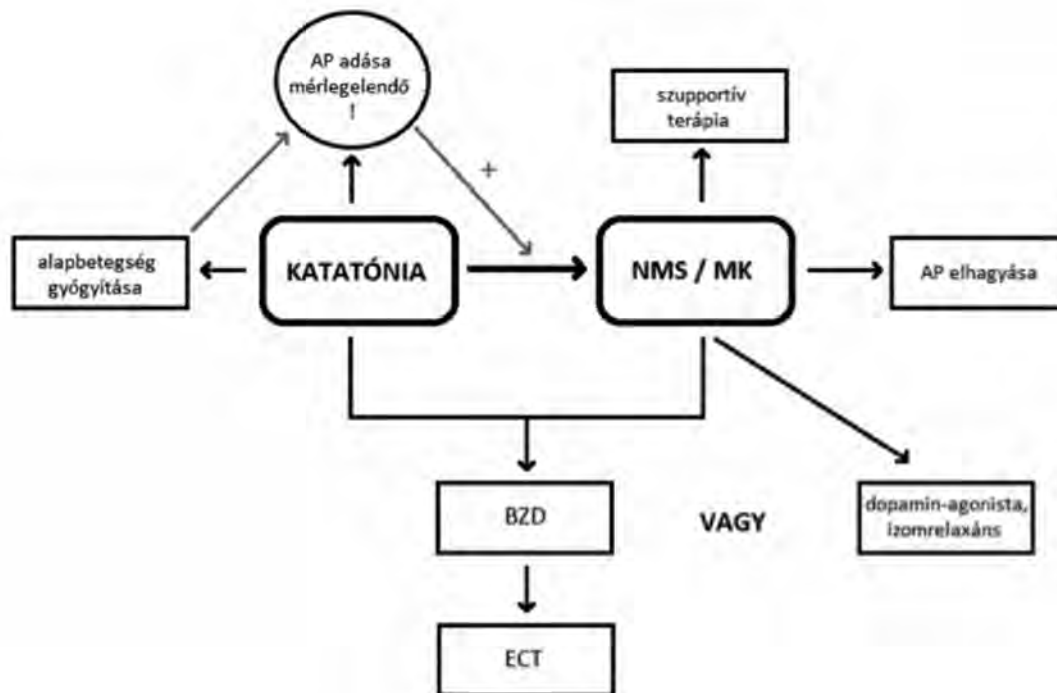 AP adása
mérlegelendő
!
szupportív
terápia
alapbetegség
gyógyítása
KATATÓNIA
+
NMS / MK
AP elhagyása
BZD
VAGY
dopamin-agonista,
izomrelaxáns
ECT